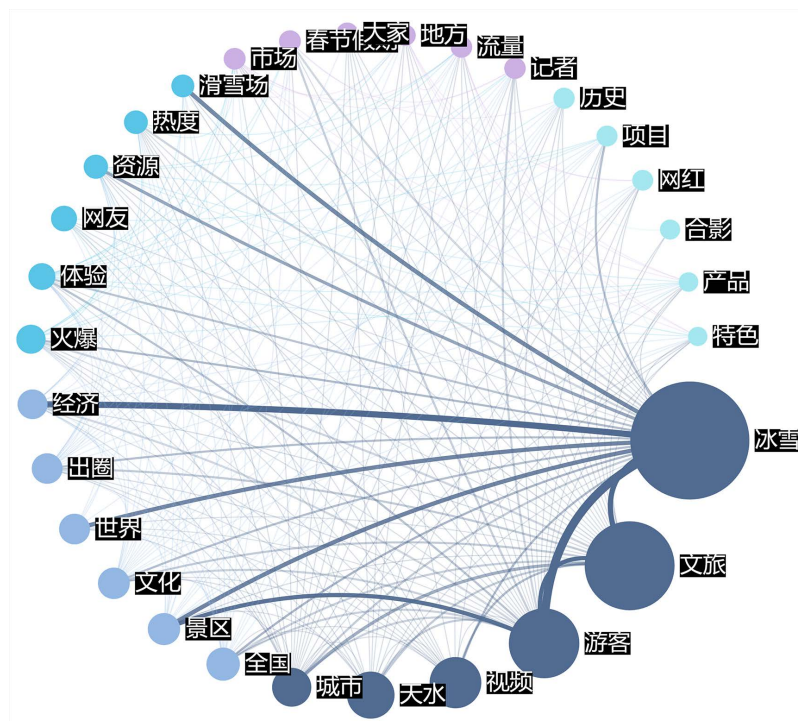 大家
地方
春节假期
流量
市场
记者
滑雪场
历史
热度
项目
资源
网红
网友
合影
体验
产品
火爆
特色
经济
冰雪
出圈
世界
文旅
文化
景区
游客
全国
城市
天水
视频